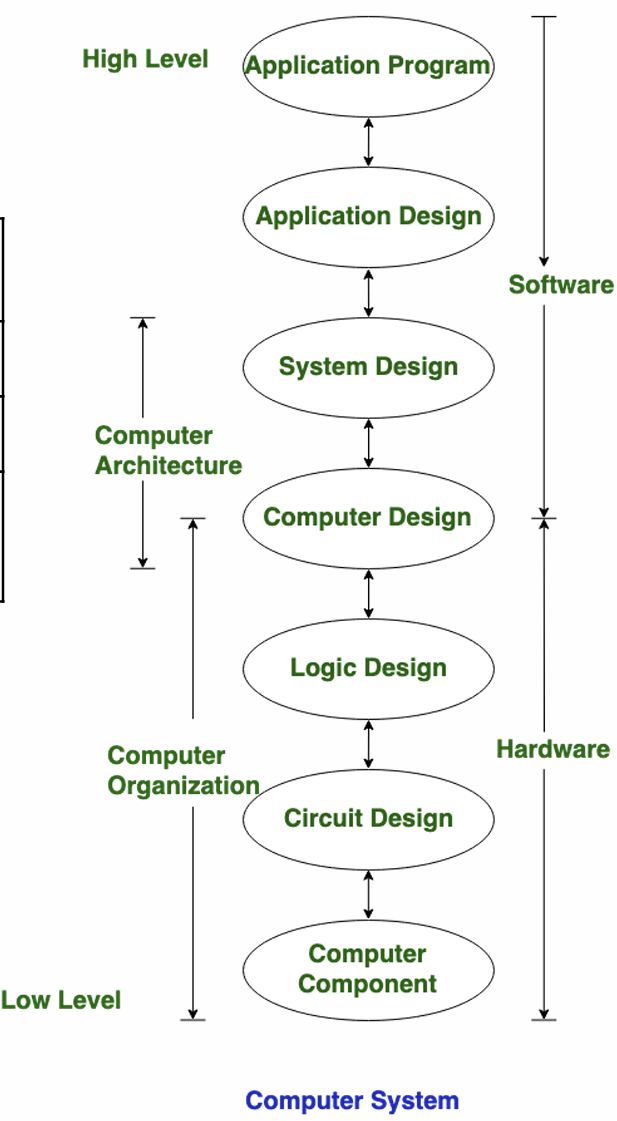 High Level
Application Program
Application Design
Software
System Design
Computer
Architecture
Computer Design
Logic Design
Computer
Organization
Hardware
Circuit Design
Computer
Component
Low Level
Computer System